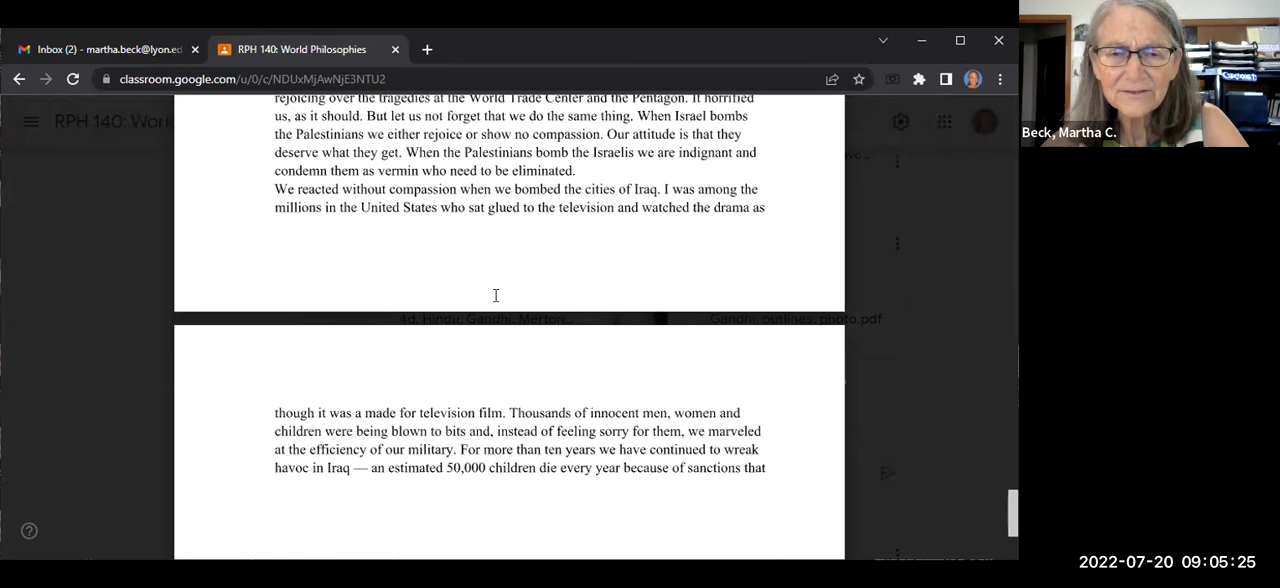 Inbox (2) - martha.beck@lyon.ed
RPH 140: World Philosophies
classroom.google.com/u/0/c/NDUxMjAwNjE3NTU2
Beck, Martha C.
RPH 140: Worl
rejoicing over the tragedies at the World Trade Center and the Pentagon. It horrified
us, as it should. But let us not forget that we do the same thing. When Israel bombs
the Palestinians we either rejoice or show no compassion. Our attitude is that they
deserve what they get. When the Palestinians bomb the Israelis we are indignant and
condemn them as vermin who need to be eliminated.
We reacted without compassion when we bombed the cities of Iraq. I was among the
millions in the United States who sat glued to the television and watched the drama as
ad, Hindu, Gandhi, Merton...
Gandhi, outlines, photo.pdf
though it was a made for television film. Thousands of innocent men, women and
children were being blown to bits and, instead of feeling sorry for them, we marveled
at the efficiency of our military. For more than ten years we have continued to wreak
havoc in Iraq — an estimated 50,000 children die every year because of sanctions that
2022-07-20 09:05:25